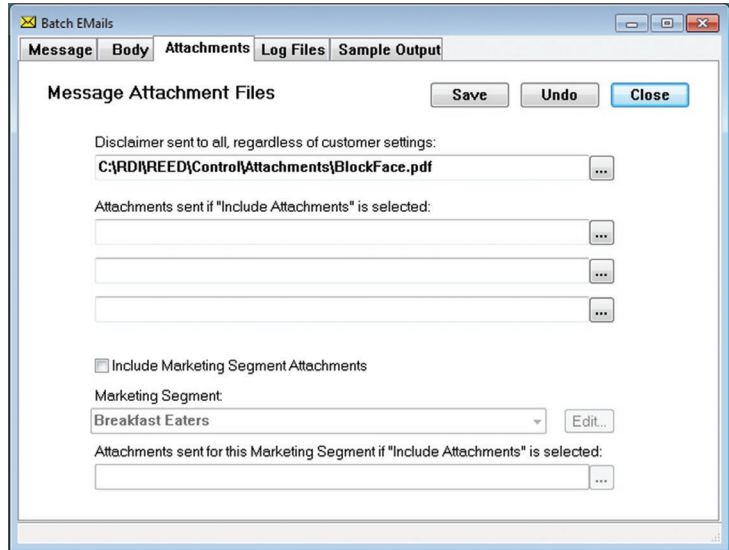 Batch EMails
Message Body Attachments Log Files Sample Output
Message Attachment Files Save Undo Close
Disclaimer sent to all, regardless of customer settings:
C:\RDI\REED\Control\Attachments\BlockFace.pdf ...
Attachments sent if "Include Attachments" is selected:
...
...
...
Include Marketing Segment Attachments
Marketing Segment:
Breakfast Eaters Edit...
Attachments sent for this Marketing Segment if "Include Attachments" is selected:
...